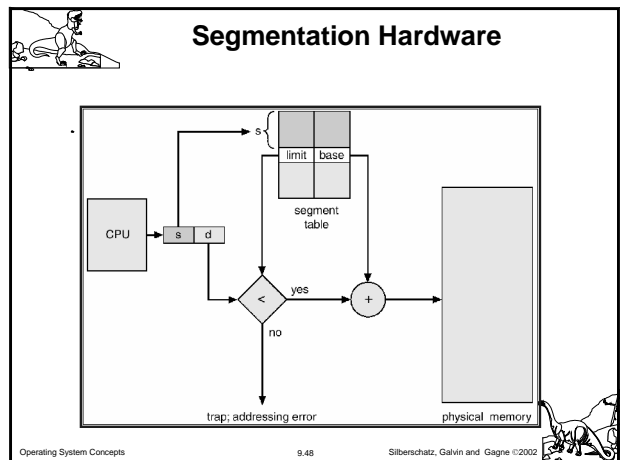 Segmentation Hardware
s
limit base
segment
table
CPU
s d
<
yes
+
no
trap; addressing error
physical memory
Operating System Concepts
9.48
Silberschatz, Galvin and Gagne ©2002